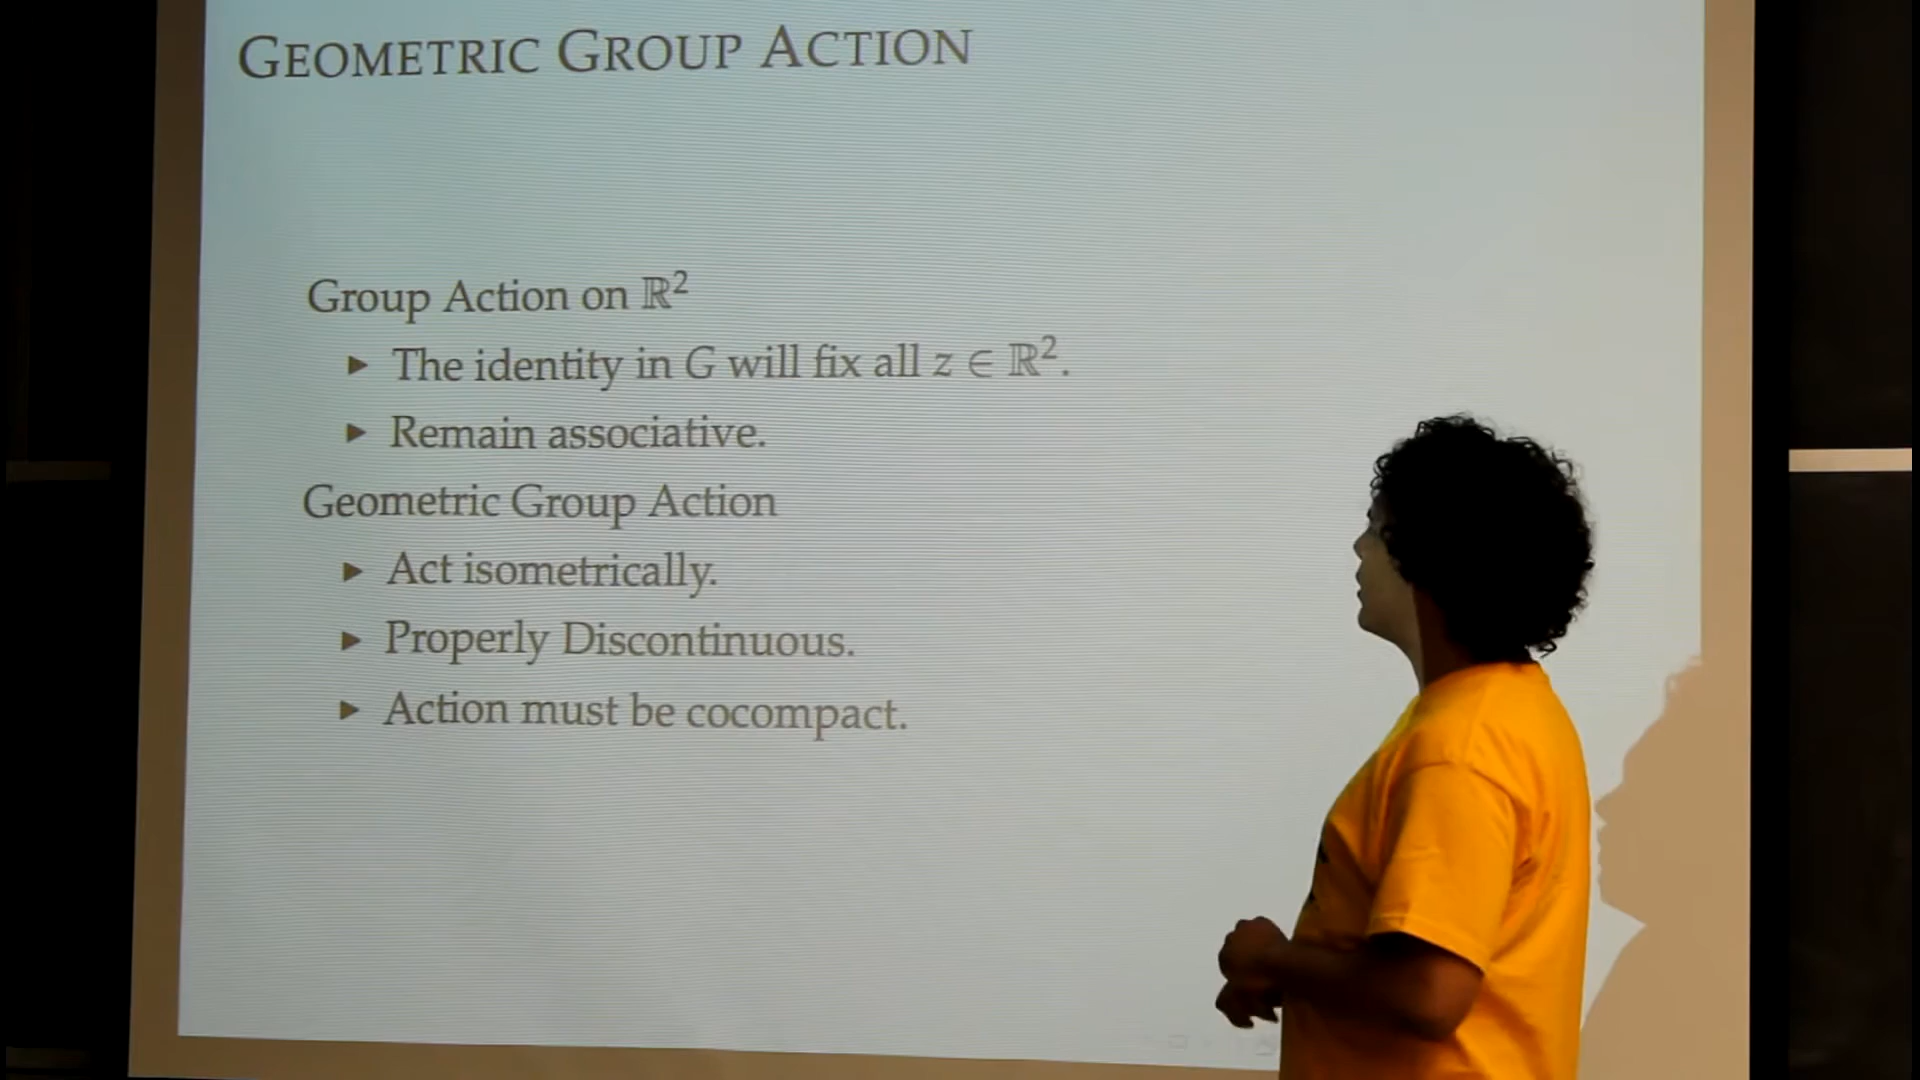 GEOMETRIC GROUP ACTION
Group Action on ℝ²
▸ The identity in G will fix all z ∈ ℝ².
▸ Remain associative.
Geometric Group Action
▸ Act isometrically.
▸ Properly Discontinuous.
▸ Action must be cocompact.